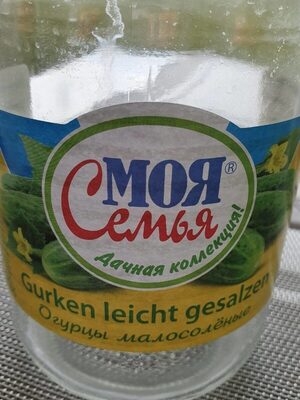 МОЯ®
Семья
Дачная коллекция!
Gurken leicht gesalzen
Огурцы малосолёные